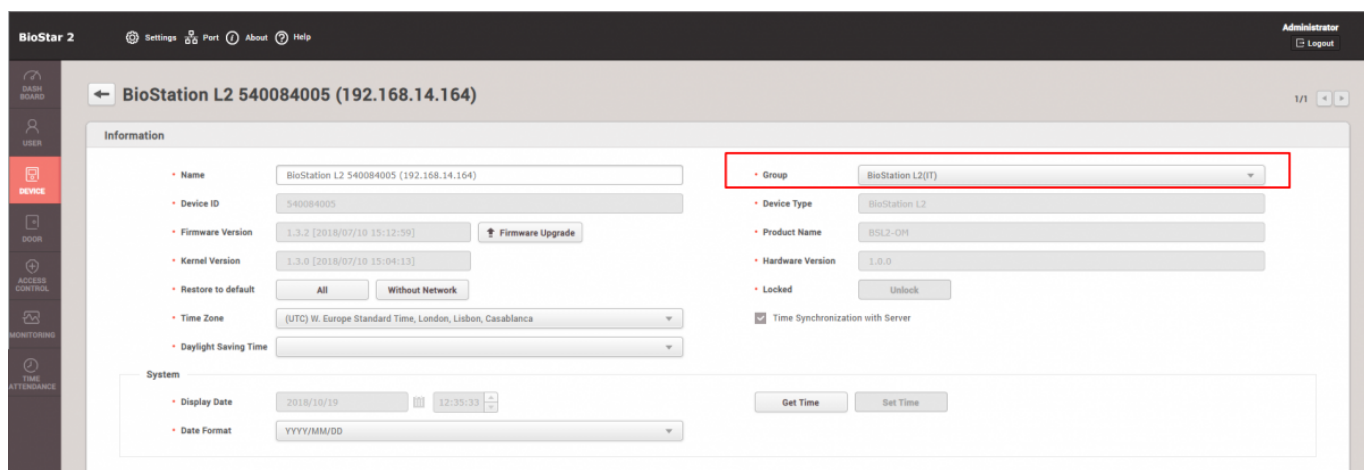 BioStar 2
Settings Port About Help
Administrator
Logout
DASH
BOARD
USER
DEVICE
DOOR
ACCESS
CONTROL
MONITORING
TIME
ATTENDANCE
BioStation L2 540084005 (192.168.14.164)
1/1
Information
• Name BioStation L2 540084005 (192.168.14.164)
• Group BioStation L2(IT)
• Device ID 540084005
• Device Type BioStation L2
• Firmware Version 1.3.2 [2018/07/10 15:12:59] Firmware Upgrade
• Product Name BSL2-OM
• Kernel Version 1.3.0 [2018/07/10 15:04:13]
• Hardware Version 1.0.0
• Restore to default All Without Network
• Locked Unlock
• Time Zone (UTC) W. Europe Standard Time, London, Lisbon, Casablanca
Time Synchronization with Server
• Daylight Saving Time
System
• Display Date 2018/10/19 12:35:33
Get Time Set Time
• Date Format YYYY/MM/DD